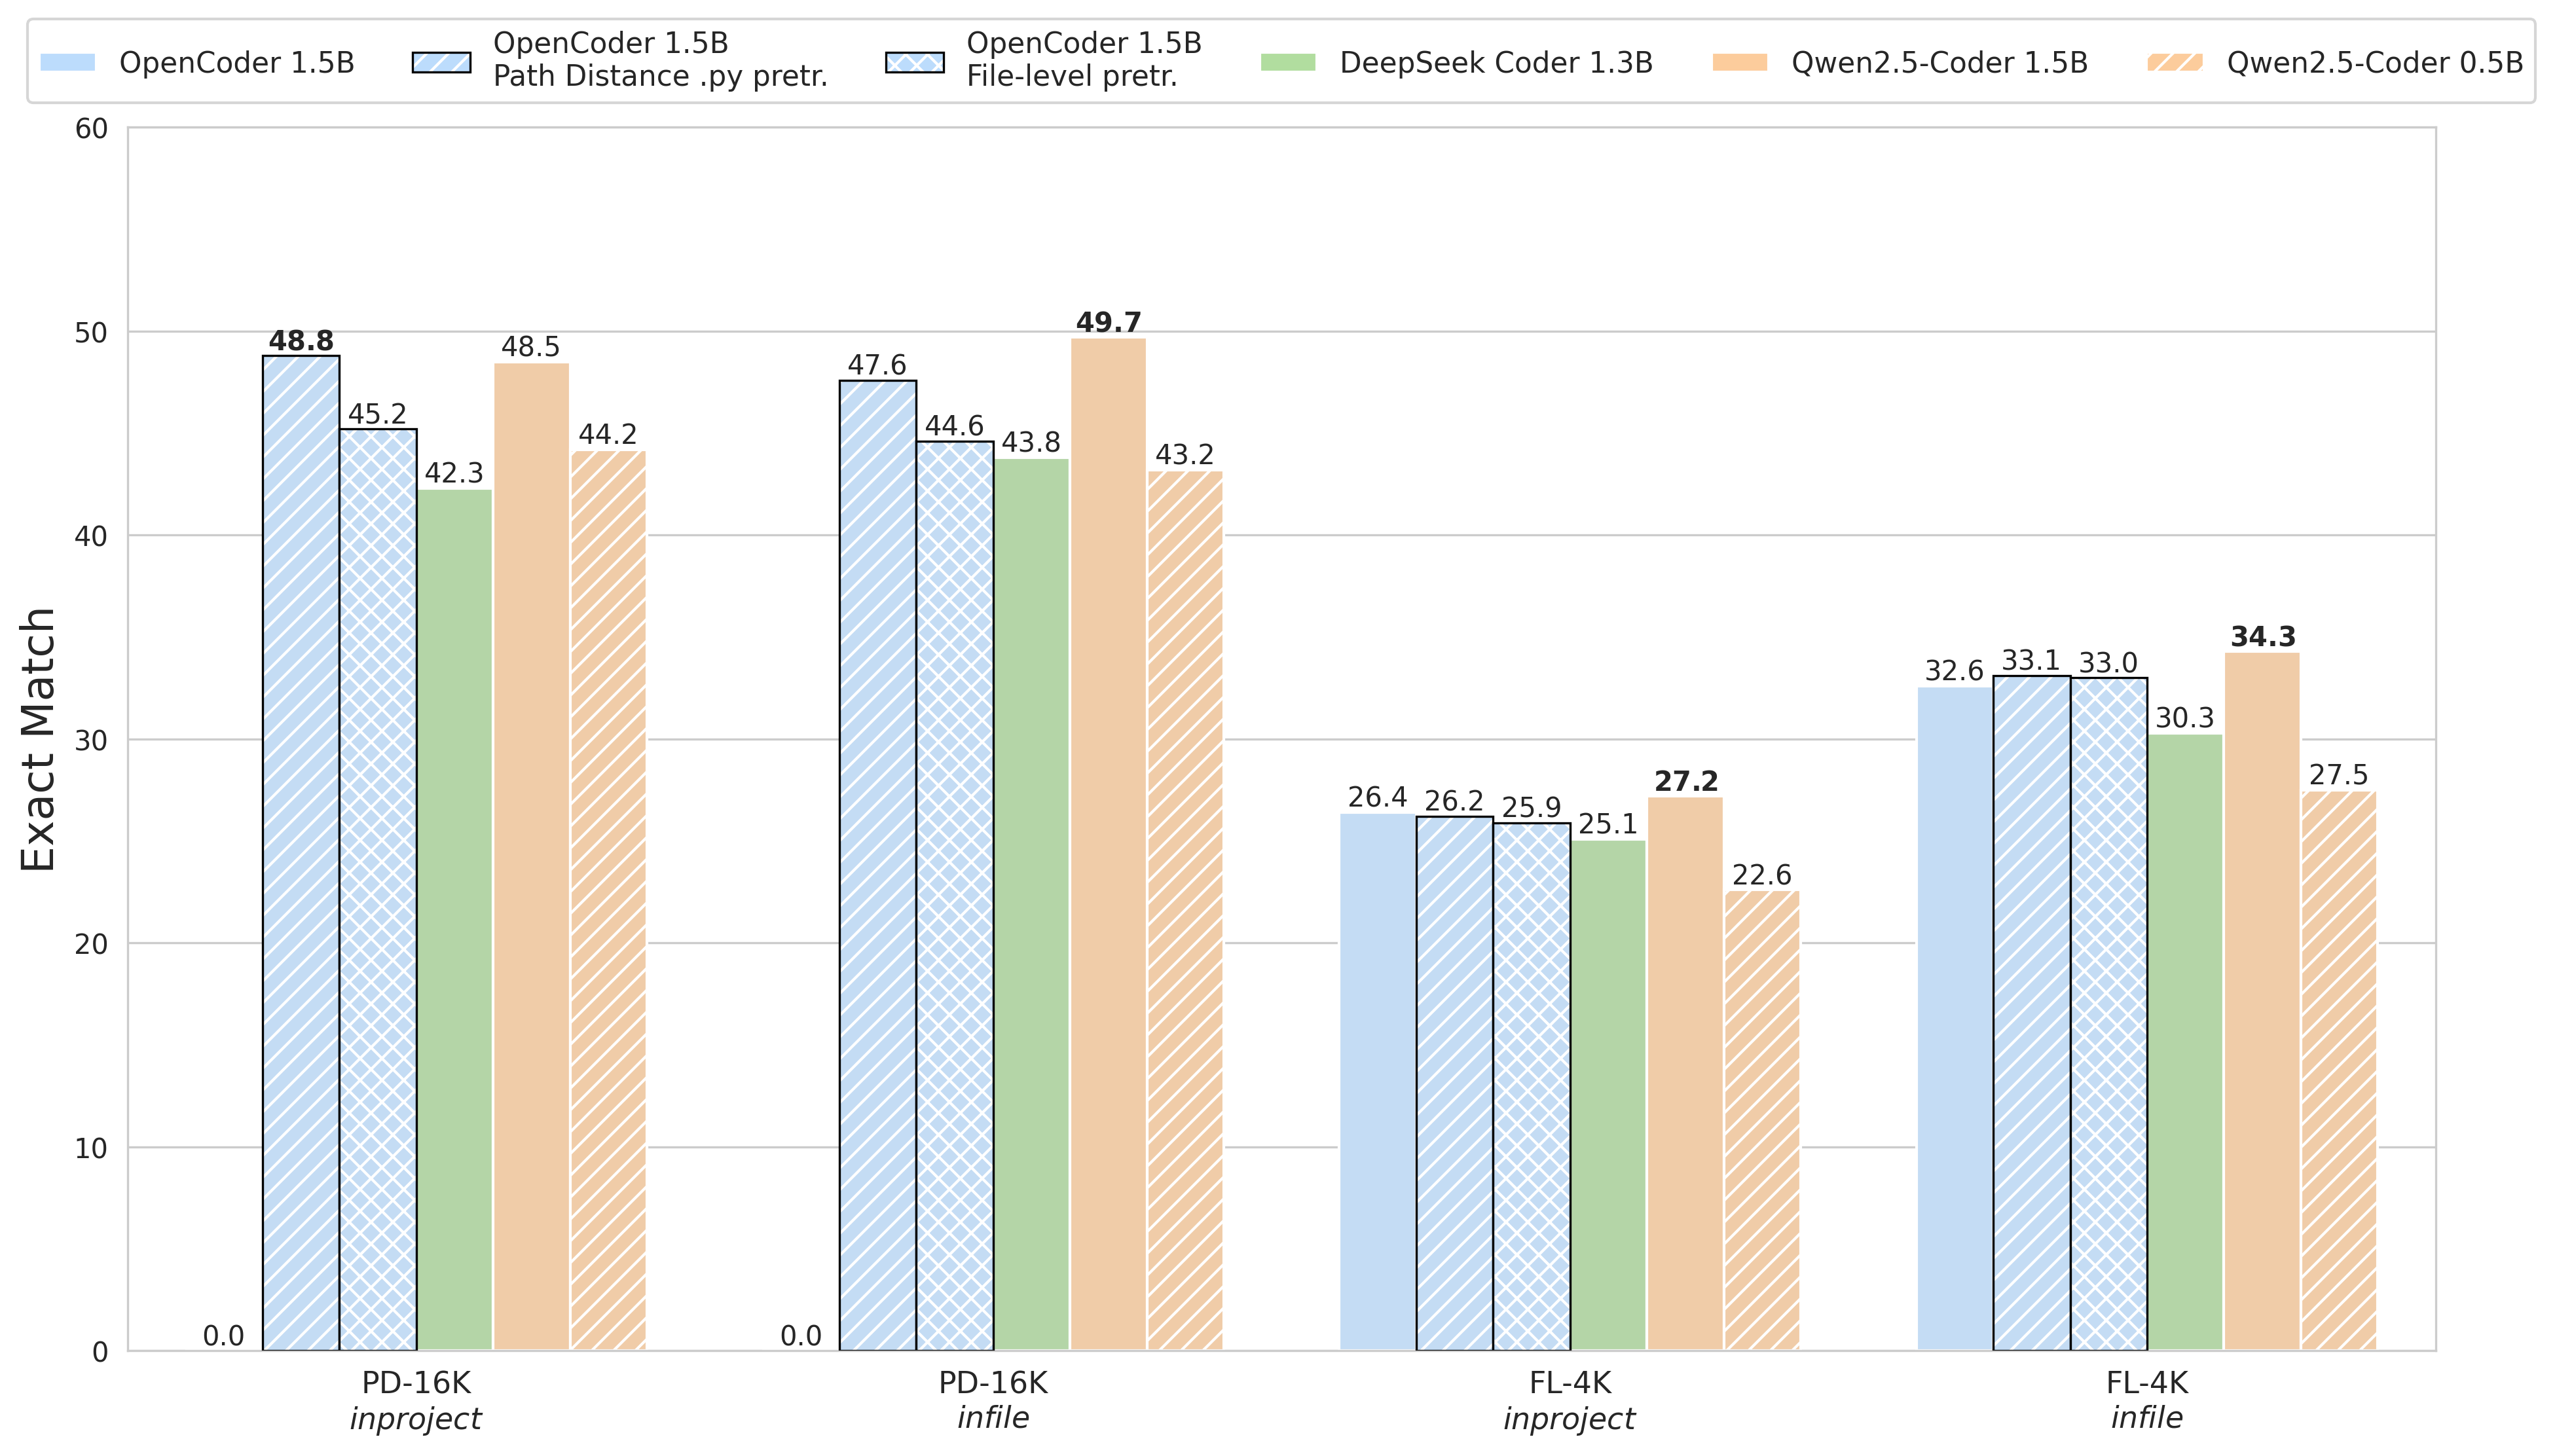 OpenCoder 1.5B
OpenCoder 1.5B
Path Distance .py pretr.
OpenCoder 1.5B
File-level pretr.
DeepSeek Coder 1.3B
Qwen2.5-Coder 1.5B
Qwen2.5-Coder 0.5B
Exact Match
60
50
40
30
20
10
0
0.0
48.8
45.2
42.3
48.5
44.2
0.0
47.6
44.6
43.8
49.7
43.2
26.4
26.2
25.9
25.1
27.2
22.6
32.6
33.1
33.0
30.3
34.3
27.5
PD-16K
inproject
PD-16K
infile
FL-4K
inproject
FL-4K
infile